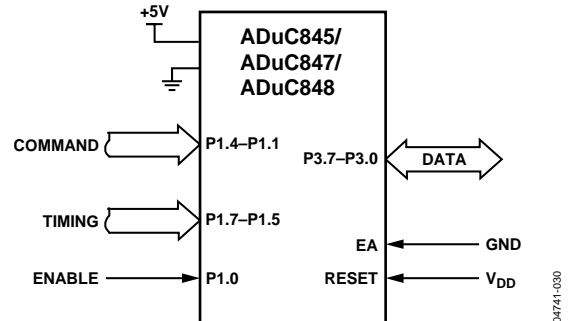 +5V
ADuC845/
ADuC847/
ADuC848
COMMAND
P1.4–P1.1
P3.7–P3.0
DATA
TIMING
P1.7–P1.5
EA
GND
ENABLE
P1.0
RESET
VDD
04741-030